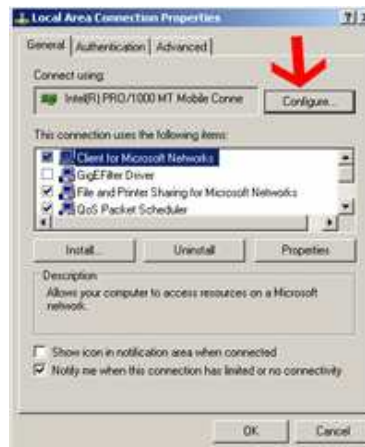 Local Area Connection Properties
General Authentication Advanced
Connect using:
Intel(R) PRO/1000 MT Mobile Conne
Configure...
This connection uses the following items:
Client for Microsoft Networks
GigEFilter Driver
File and Printer Sharing for Microsoft Networks
QoS Packet Scheduler
Install... Uninstall Properties
Description
Allows your computer to access resources on a Microsoft
network.
Show icon in notification area when connected
Notify me when this connection has limited or no connectivity
OK Cancel